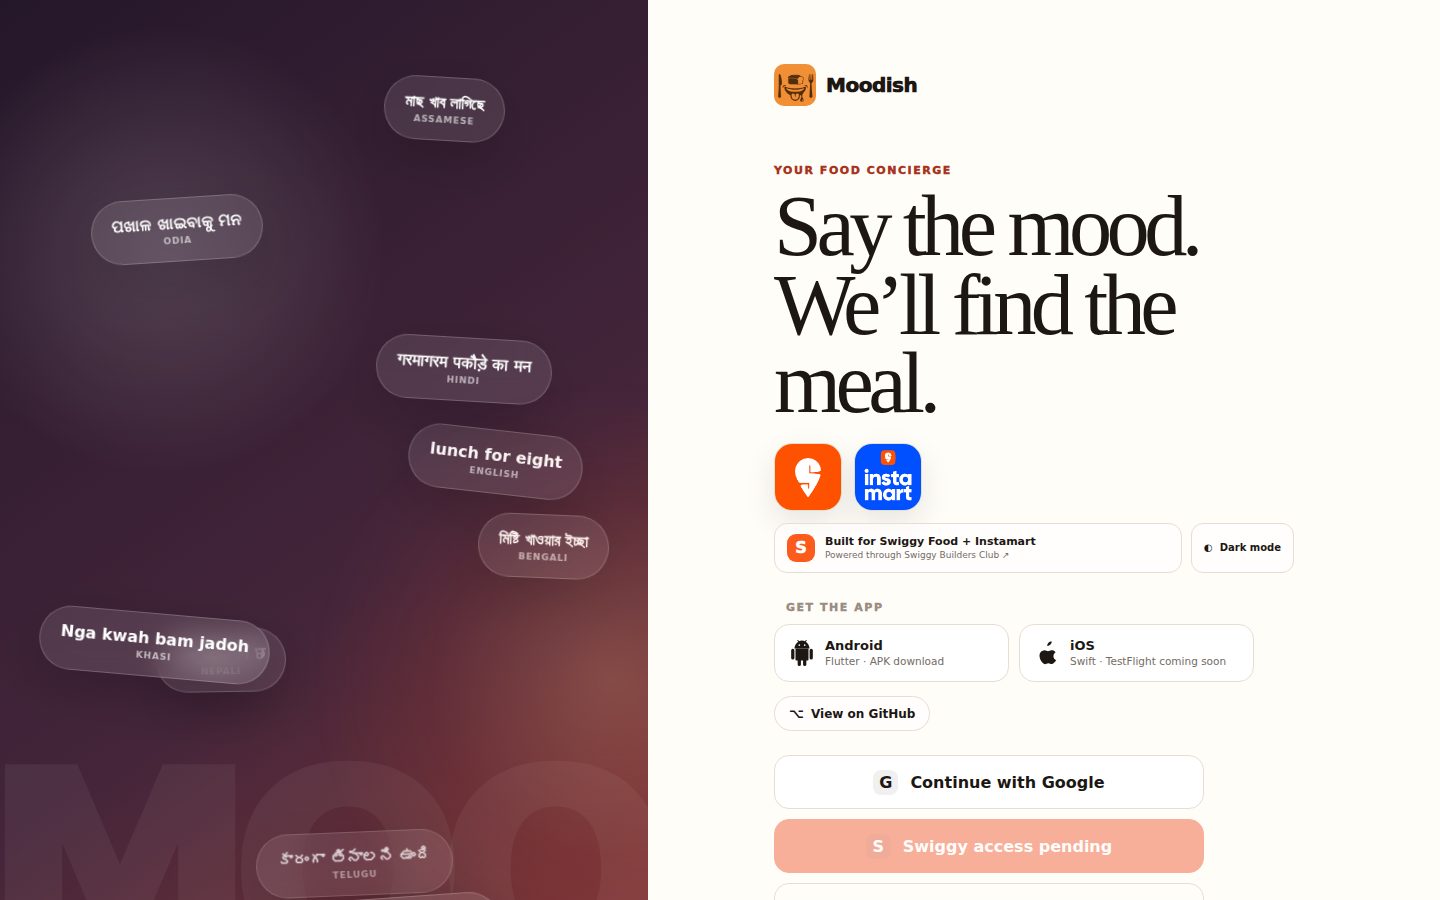 মাছ খাব লাগিছে
ASSAMESE
ପଖାଳ ଖାଇବାକୁ ମନ
ODIA
गरमागरम पकौड़े का मन
HINDI
lunch for eight
ENGLISH
মিষ্টি খাওয়ার ইচ্ছা
BENGALI
Nga kwah bam jadoh
KHASI
NEPALI
MOO
కారంగా తినాలని ఉంది
TELUGU
Moodish
YOUR FOOD CONCIERGE
Say the mood.
We’ll find the
meal.
insta
mart
S
Built for Swiggy Food + Instamart
Powered through Swiggy Builders Club ↗
◐ Dark mode
GET THE APP
Android
Flutter · APK download
iOS
Swift · TestFlight coming soon
⌥ View on GitHub
G Continue with Google
S Swiggy access pending